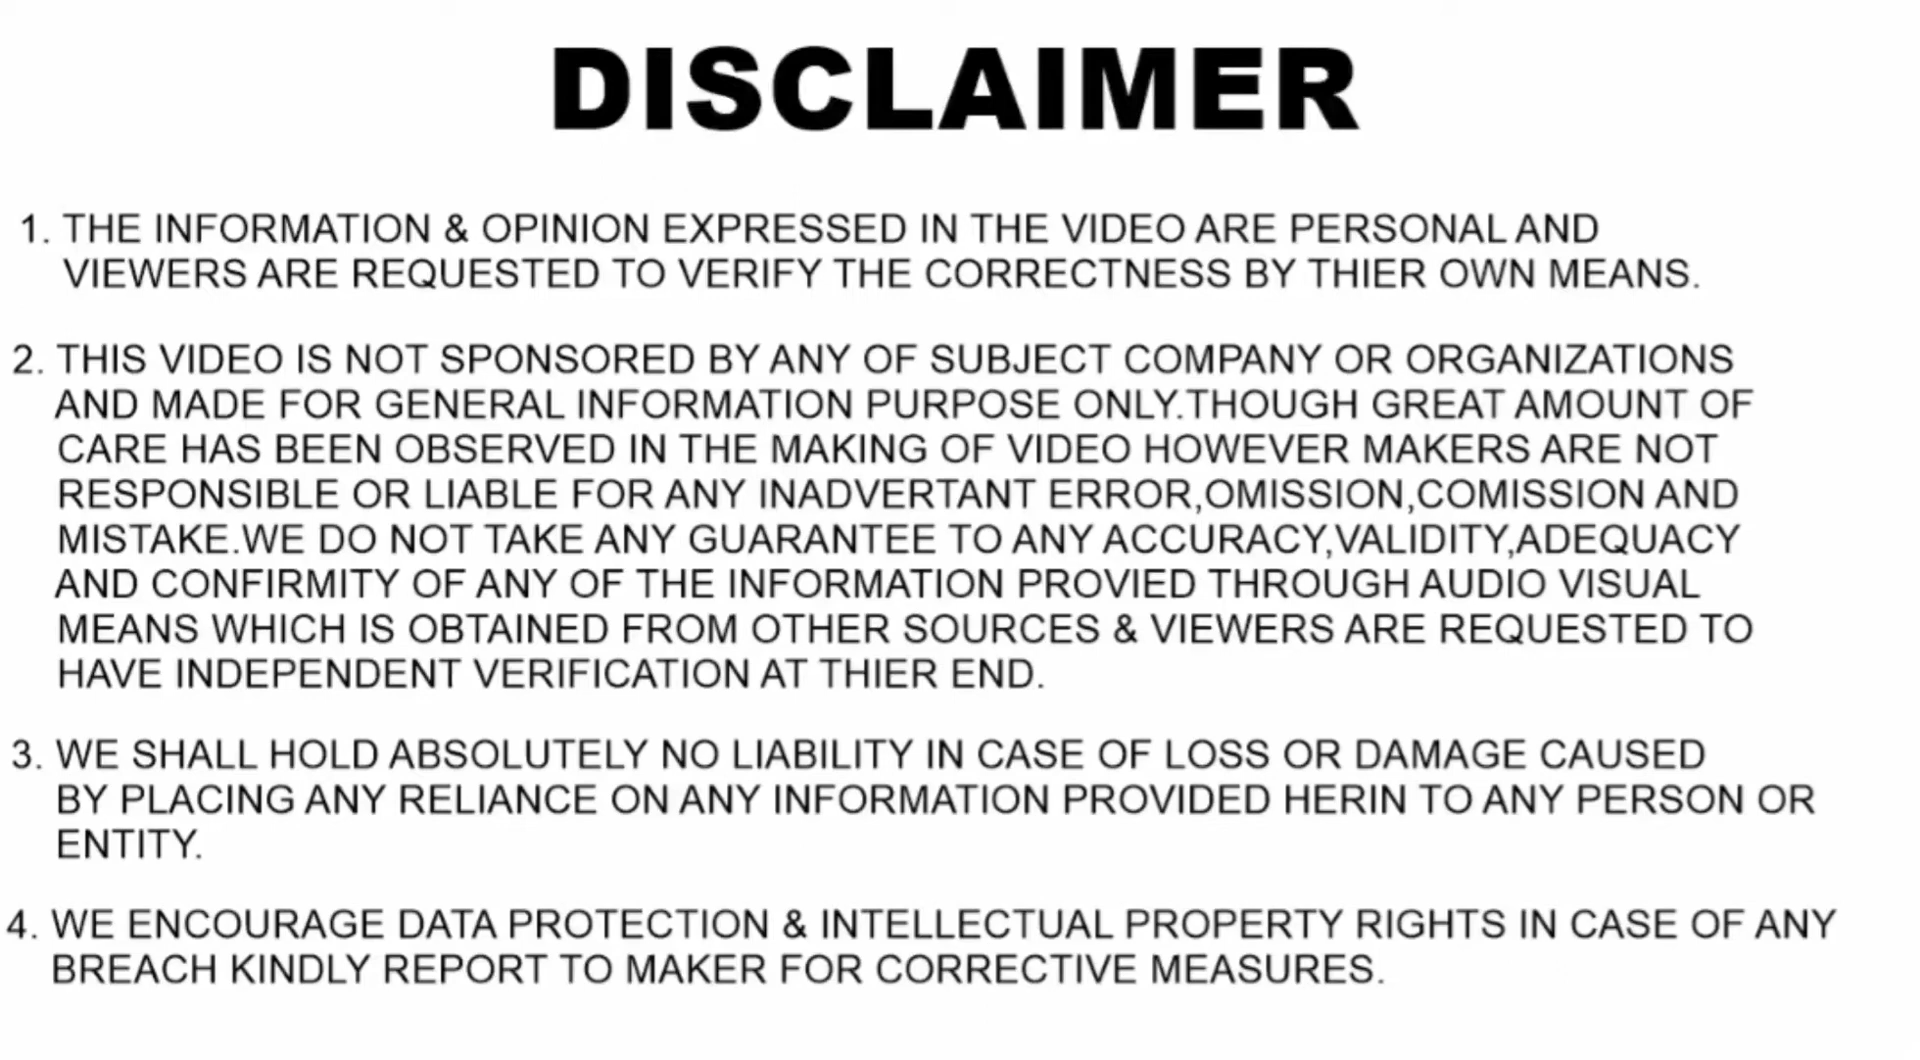 DISCLAIMER
1. THE INFORMATION & OPINION EXPRESSED IN THE VIDEO ARE PERSONAL AND
VIEWERS ARE REQUESTED TO VERIFY THE CORRECTNESS BY THIER OWN MEANS.
2. THIS VIDEO IS NOT SPONSORED BY ANY OF SUBJECT COMPANY OR ORGANIZATIONS
AND MADE FOR GENERAL INFORMATION PURPOSE ONLY.THOUGH GREAT AMOUNT OF
CARE HAS BEEN OBSERVED IN THE MAKING OF VIDEO HOWEVER MAKERS ARE NOT
RESPONSIBLE OR LIABLE FOR ANY INADVERTANT ERROR,OMISSION,COMISSION AND
MISTAKE.WE DO NOT TAKE ANY GUARANTEE TO ANY ACCURACY,VALIDITY,ADEQUACY
AND CONFIRMITY OF ANY OF THE INFORMATION PROVIED THROUGH AUDIO VISUAL
MEANS WHICH IS OBTAINED FROM OTHER SOURCES & VIEWERS ARE REQUESTED TO
HAVE INDEPENDENT VERIFICATION AT THIER END.
3. WE SHALL HOLD ABSOLUTELY NO LIABILITY IN CASE OF LOSS OR DAMAGE CAUSED
BY PLACING ANY RELIANCE ON ANY INFORMATION PROVIDED HERIN TO ANY PERSON OR
ENTITY.
4. WE ENCOURAGE DATA PROTECTION & INTELLECTUAL PROPERTY RIGHTS IN CASE OF ANY
BREACH KINDLY REPORT TO MAKER FOR CORRECTIVE MEASURES.